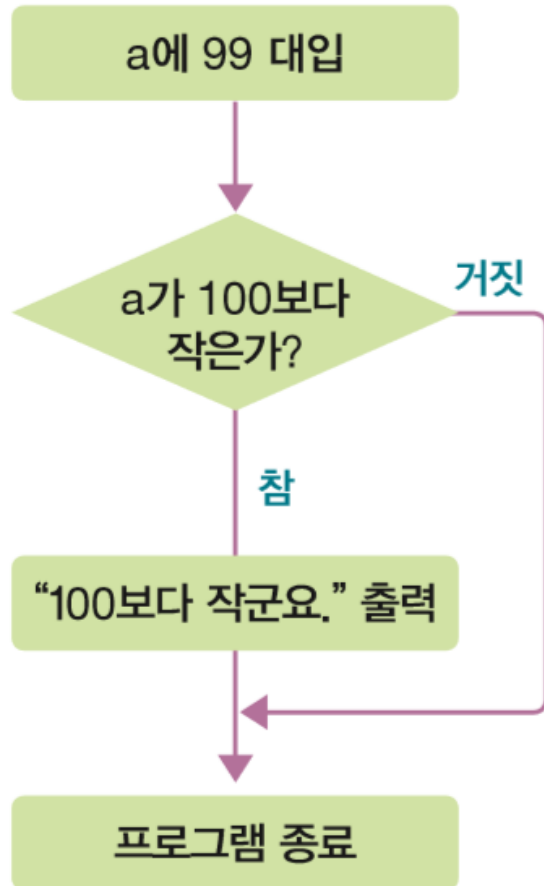 a에 99 대입
a가 100보다
작은가?
거짓
참
“100보다 작군요.” 출력
프로그램 종료